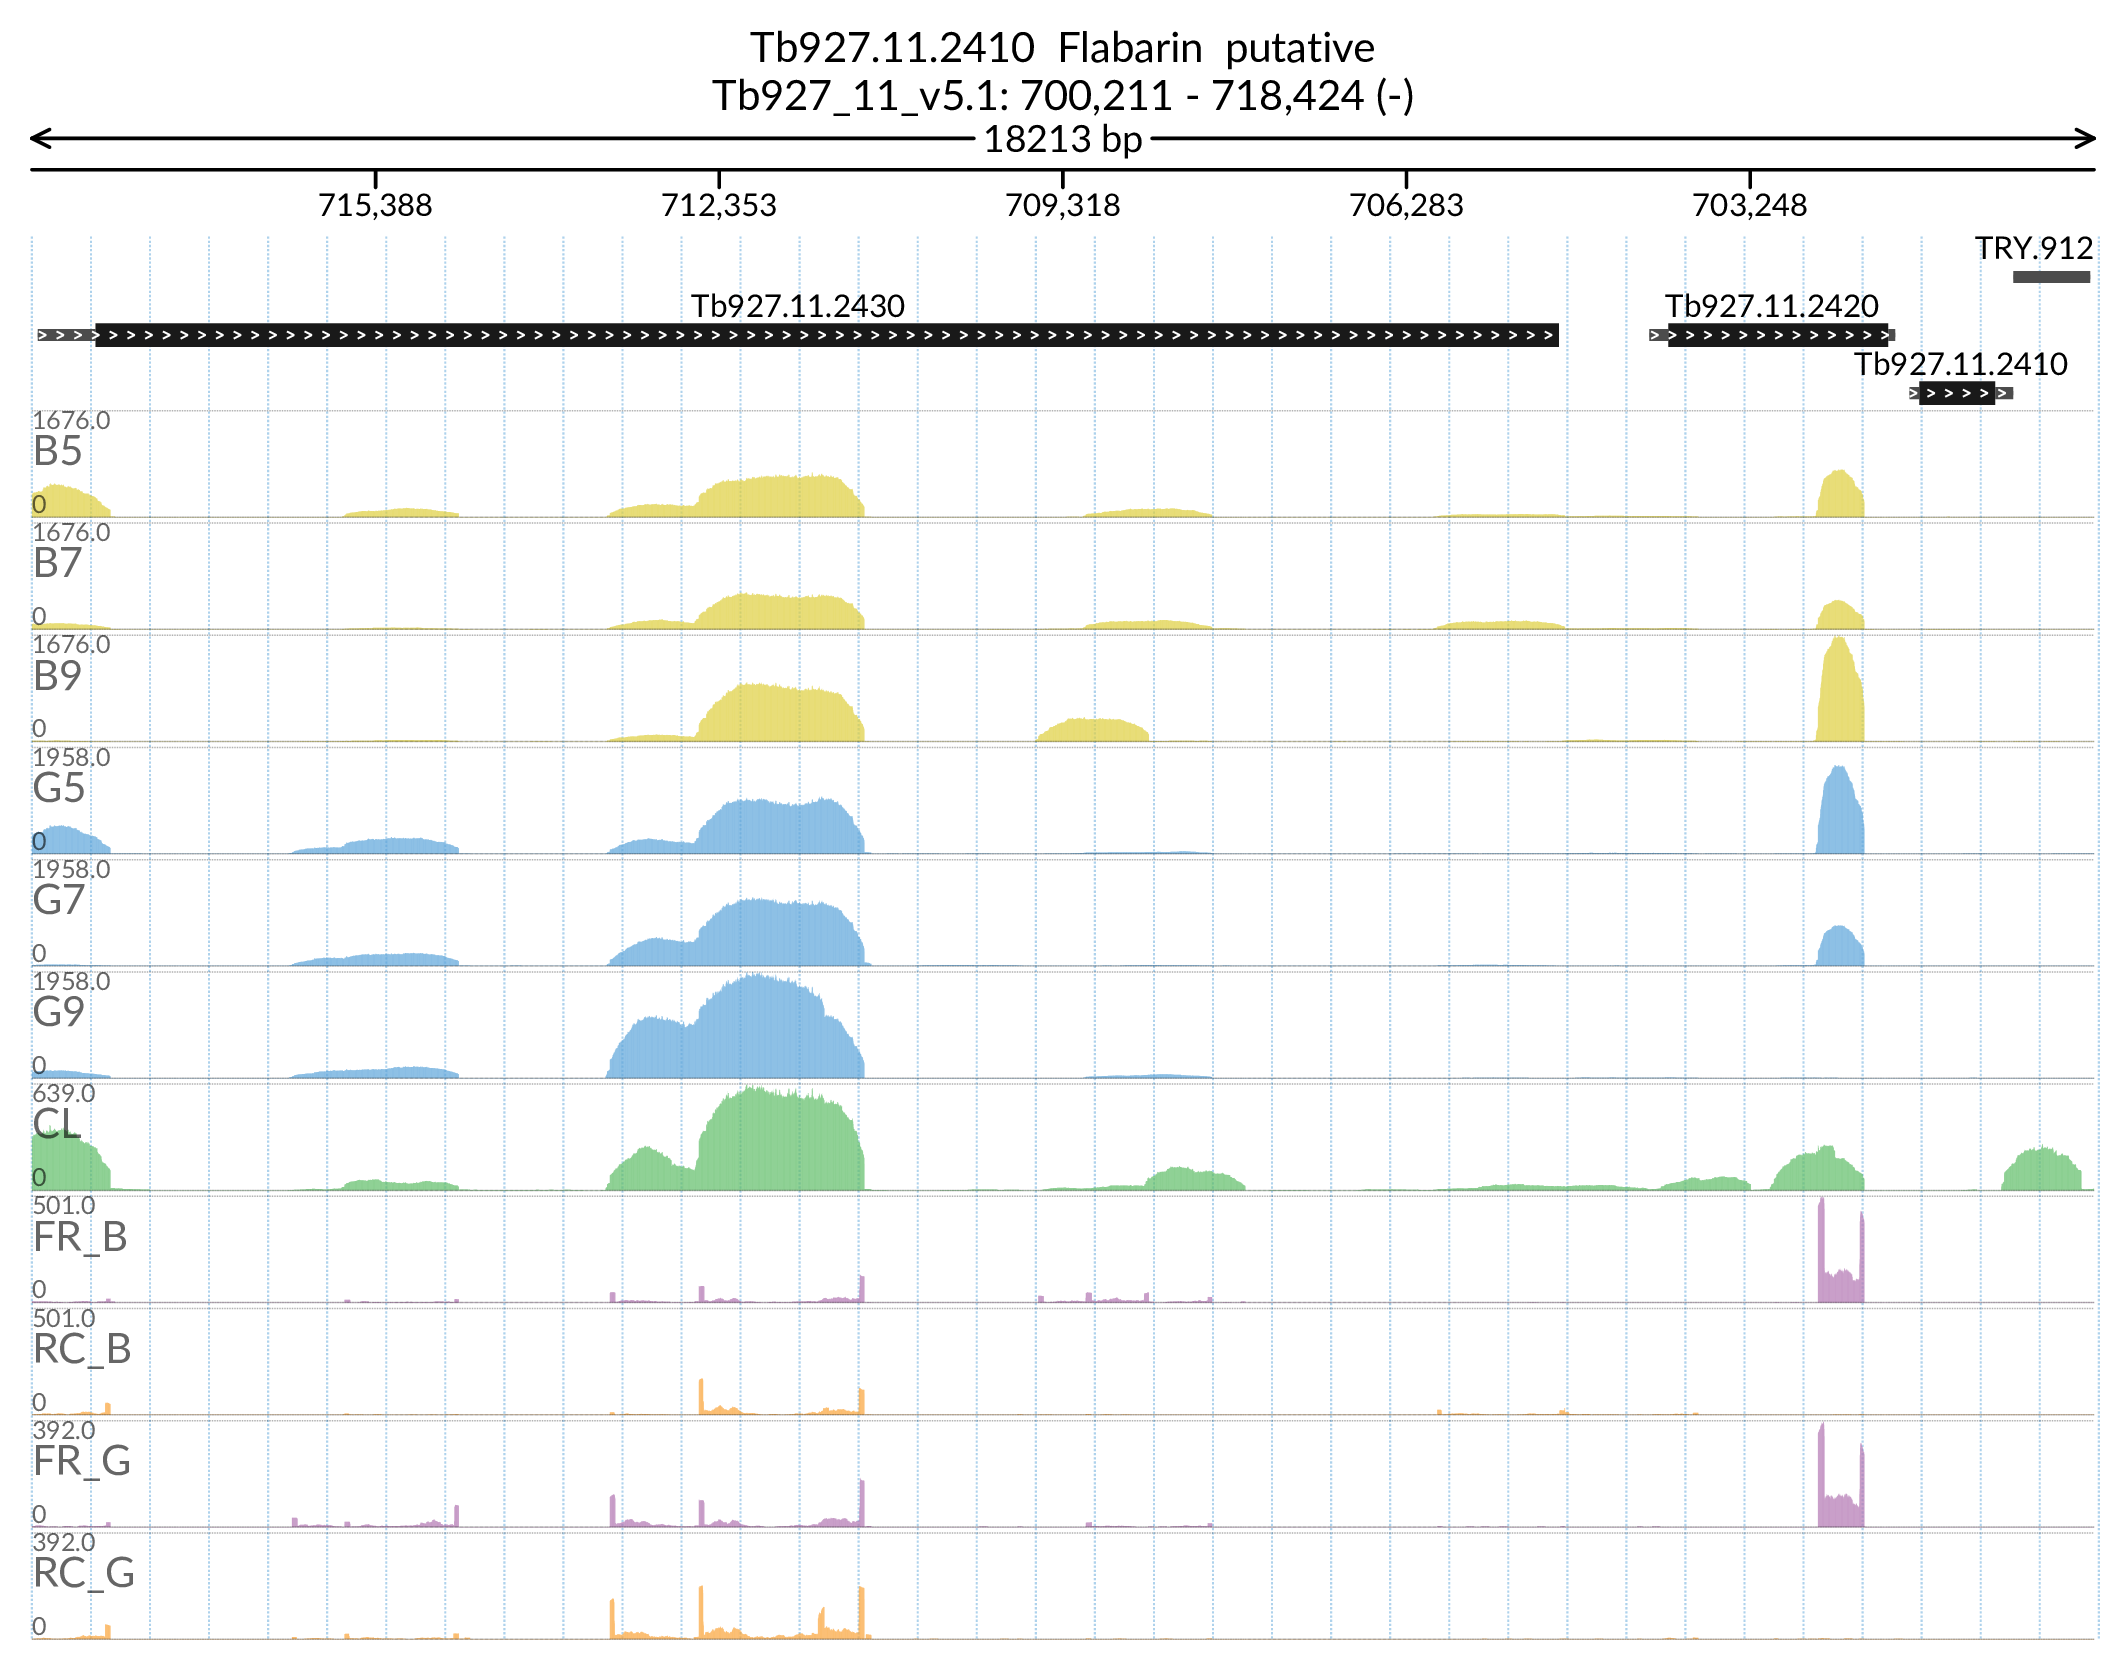 Tb927.11.2410 Flabarin putative
Tb927_11_v5.1: 700,211 - 718,424 (-)
18213 bp
715,388 712,353 709,318 706,283 703,248
TRY.912
Tb927.11.2430 Tb927.11.2420
Tb927.11.2410
1676.0
B5
0
1676.0
B7
0
1676.0
B9
0
1958.0
G5
0
1958.0
G7
0
1958.0
G9
0
639.0
CL
0
501.0
FR_B
0
501.0
RC_B
0
392.0
FR_G
0
392.0
RC_G
0